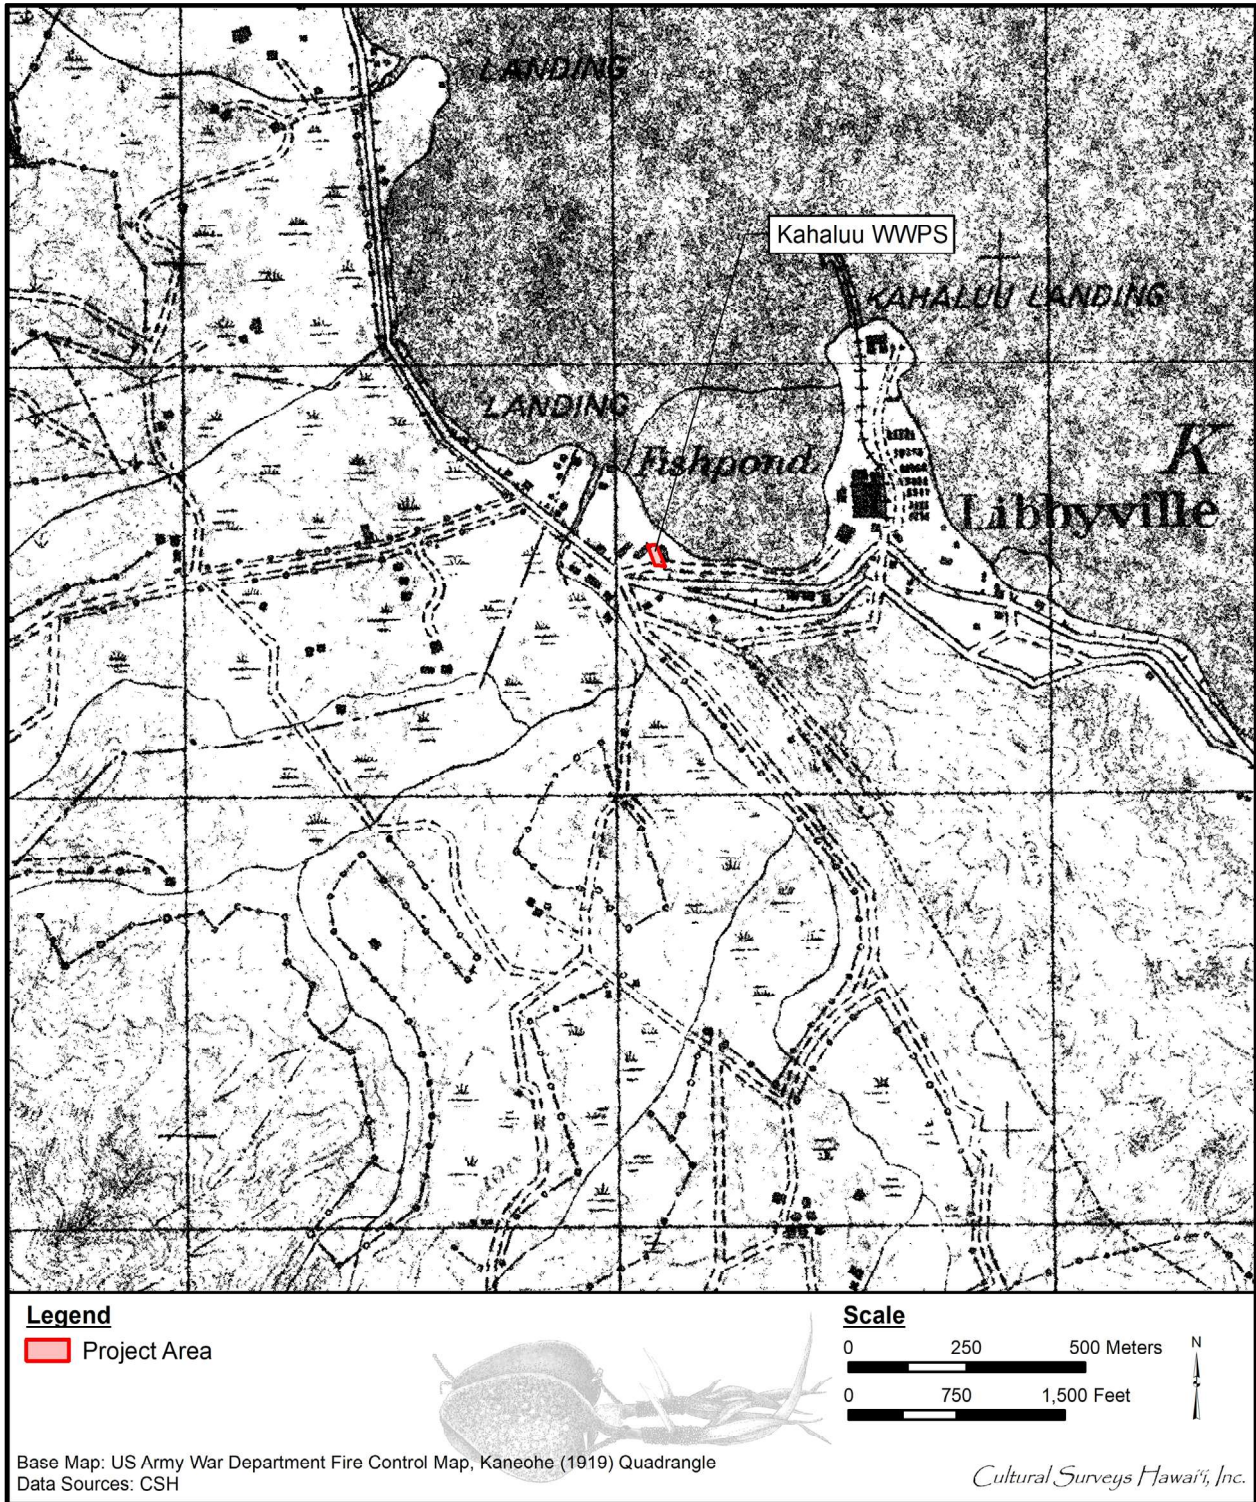 LANDING
Kahaluu WWPS
KAHALUU LANDING
LANDING
Fishpond
K
Libbyville
Legend
Project Area
Scale
0 250 500 Meters
0 750 1,500 Feet
N
Base Map: US Army War Department Fire Control Map, Kaneohe (1919) Quadrangle
Data Sources: CSH
Cultural Surveys Hawaiʻi, Inc.